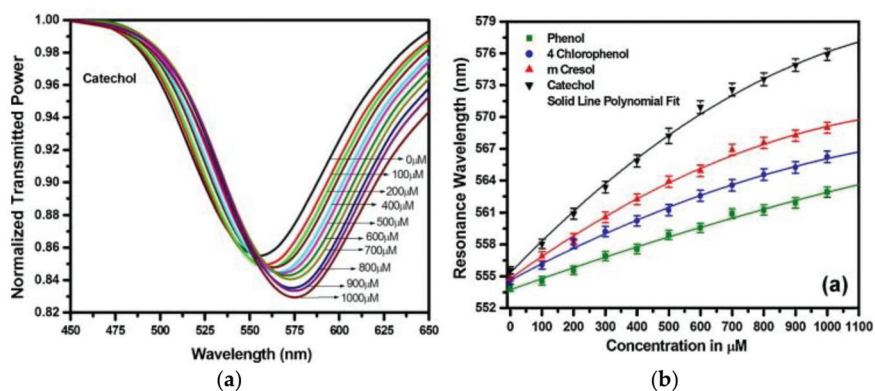 1.00
0.98
0.96
0.94
0.92
0.90
0.88
0.86
0.84
0.82
Normalized Transmitted Power
Catechol
0μM
100μM
200μM
400μM
500μM
600μM
700μM
800μM
900μM
1000μM
450 475 500 525 550 575 600 625 650
Wavelength (nm)
(a)
579
576
573
570
567
564
561
558
555
552
Resonance Wavelength (nm)
Phenol
4 Chlorophenol
m Cresol
Catechol
Solid Line Polynomial Fit
(a)
0 100 200 300 400 500 600 700 800 900 1000 1100
Concentration in μM
(b)